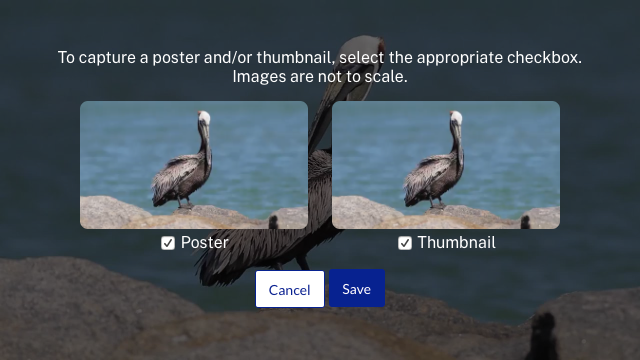 To capture a poster and/or thumbnail, select the appropriate checkbox.
Images are not to scale.
Poster
Thumbnail
Cancel
Save